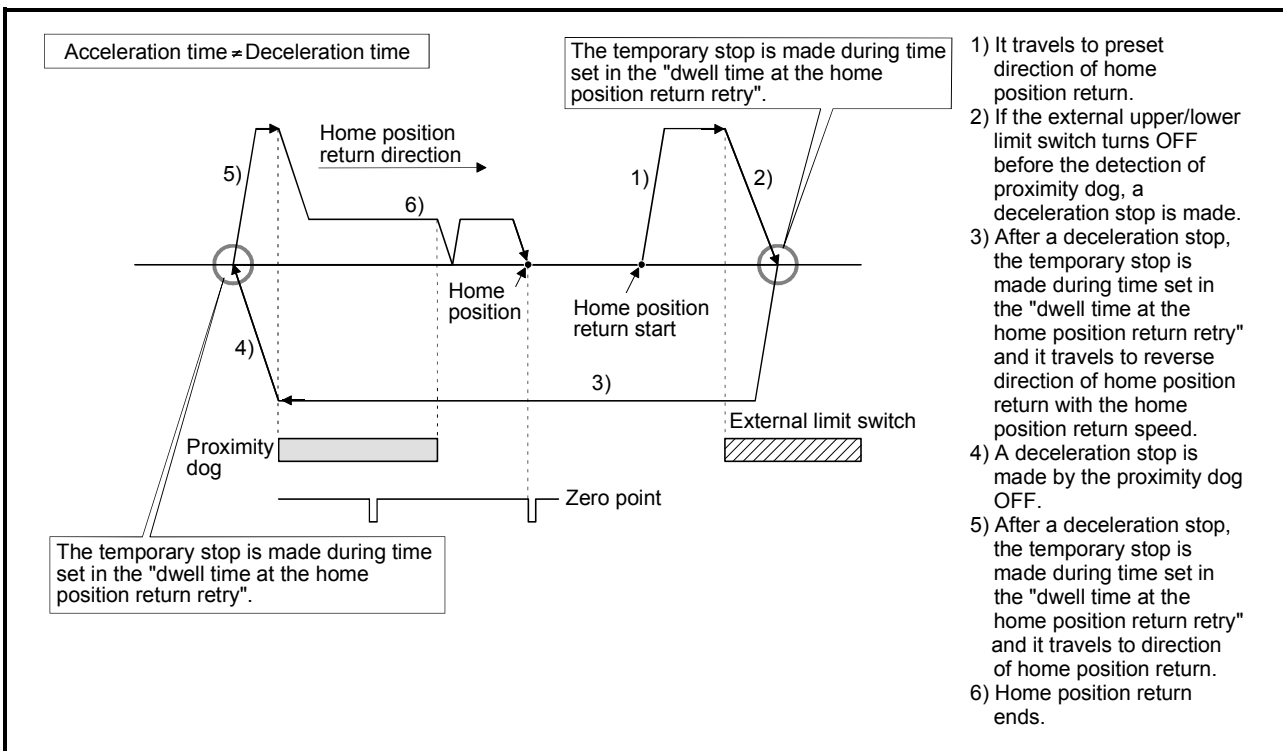 Acceleration time ≠ Deceleration time
The temporary stop is made during time
set in the "dwell time at the home
position return retry".
Home position
return direction
5)
6)
1)
2)
Home
position
Home position
return start
4)
3)
External limit switch
Proximity
dog
Zero point
The temporary stop is made during time
set in the "dwell time at the home
position return retry".
1) It travels to preset
direction of home
position return.
2) If the external upper/lower
limit switch turns OFF
before the detection of
proximity dog, a
deceleration stop is made.
3) After a deceleration stop,
the temporary stop is
made during time set in
the "dwell time at the
home position return retry"
and it travels to reverse
direction of home position
return with the home
position return speed.
4) A deceleration stop is
made by the proximity dog
OFF.
5) After a deceleration stop,
the temporary stop is
made during time set in
the "dwell time at the
home position return retry"
and it travels to direction
of home position return.
6) Home position return
ends.